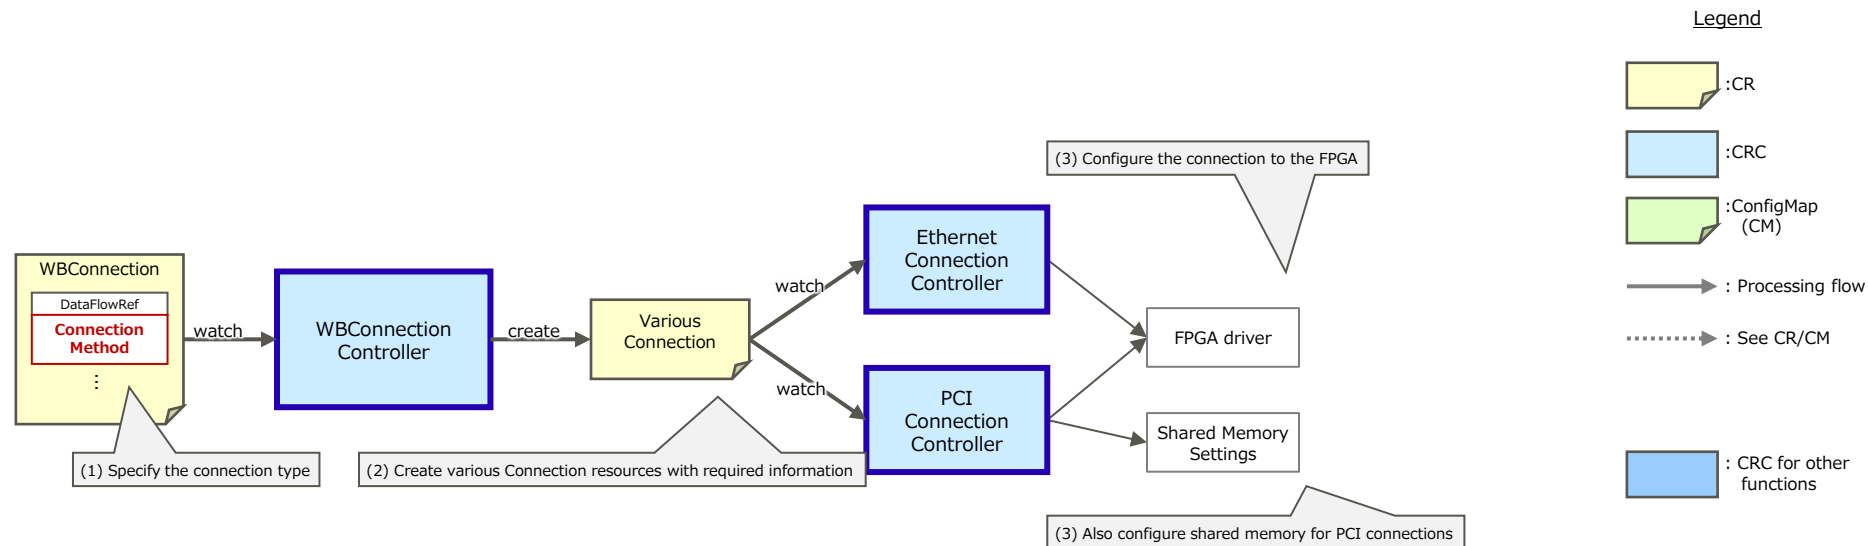 Legend
:CR
:CRC
:ConfigMap
(CM)
: Processing flow
: See CR/CM
: CRC for other
functions
WBConnection
DataFlowRef
Connection
Method
⋮
watch
WBConnection
Controller
create
Various
Connection
watch
watch
Ethernet
Connection
Controller
PCI
Connection
Controller
FPGA driver
Shared Memory
Settings
(1) Specify the connection type
(2) Create various Connection resources with required information
(3) Configure the connection to the FPGA
(3) Also configure shared memory for PCI connections